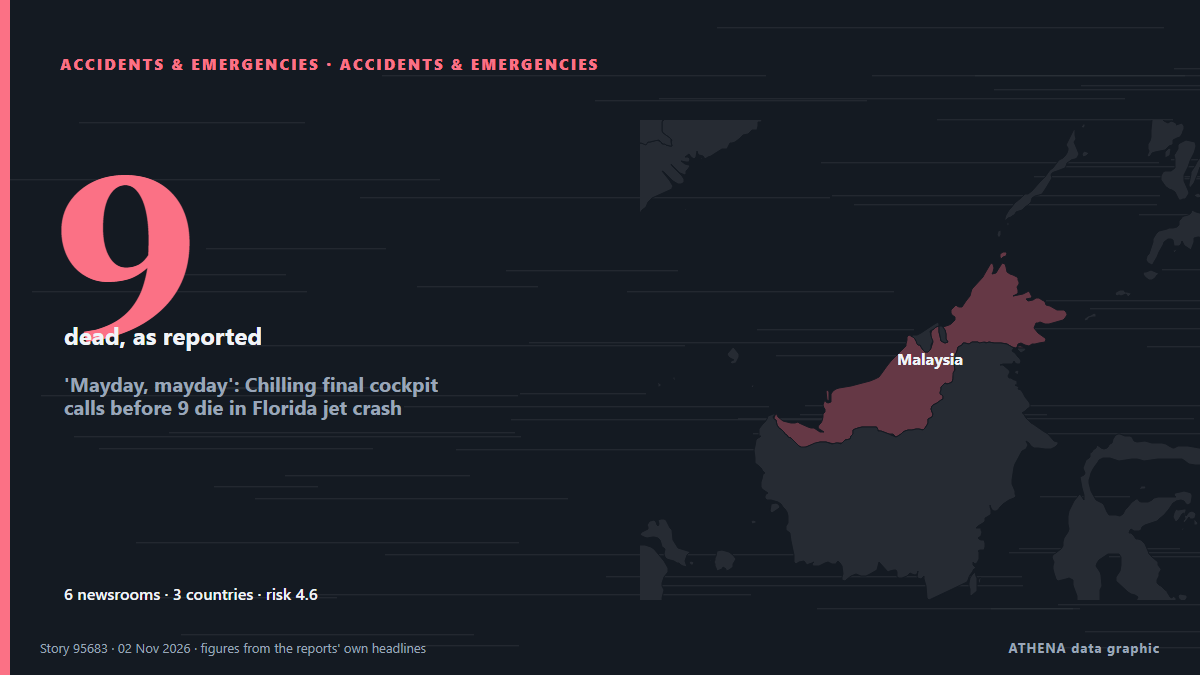 ACCIDENTS & EMERGENCIES · ACCIDENTS & EMERGENCIES
9
dead, as reported
'Mayday, mayday': Chilling final cockpit
calls before 9 die in Florida jet crash
Malaysia
6 newsrooms · 3 countries · risk 4.6
Story 95683 · 02 Nov 2026 · figures from the reports' own headlines
ATHENA data graphic